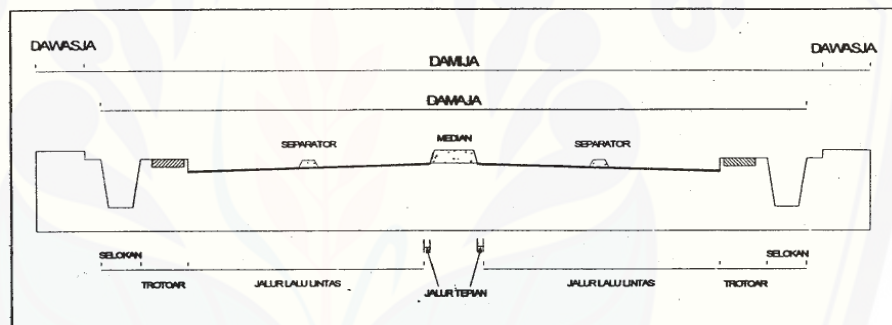 DAWASJA DAWASJA
DAMIJA
DAMAJA
SEPARATOR MEDIAN SEPARATOR
SELOKAN SELOKAN
TROTOAR JALUR LALU LINTAS JALUR TEPIAN JALUR LALU LINTAS TROTOAR